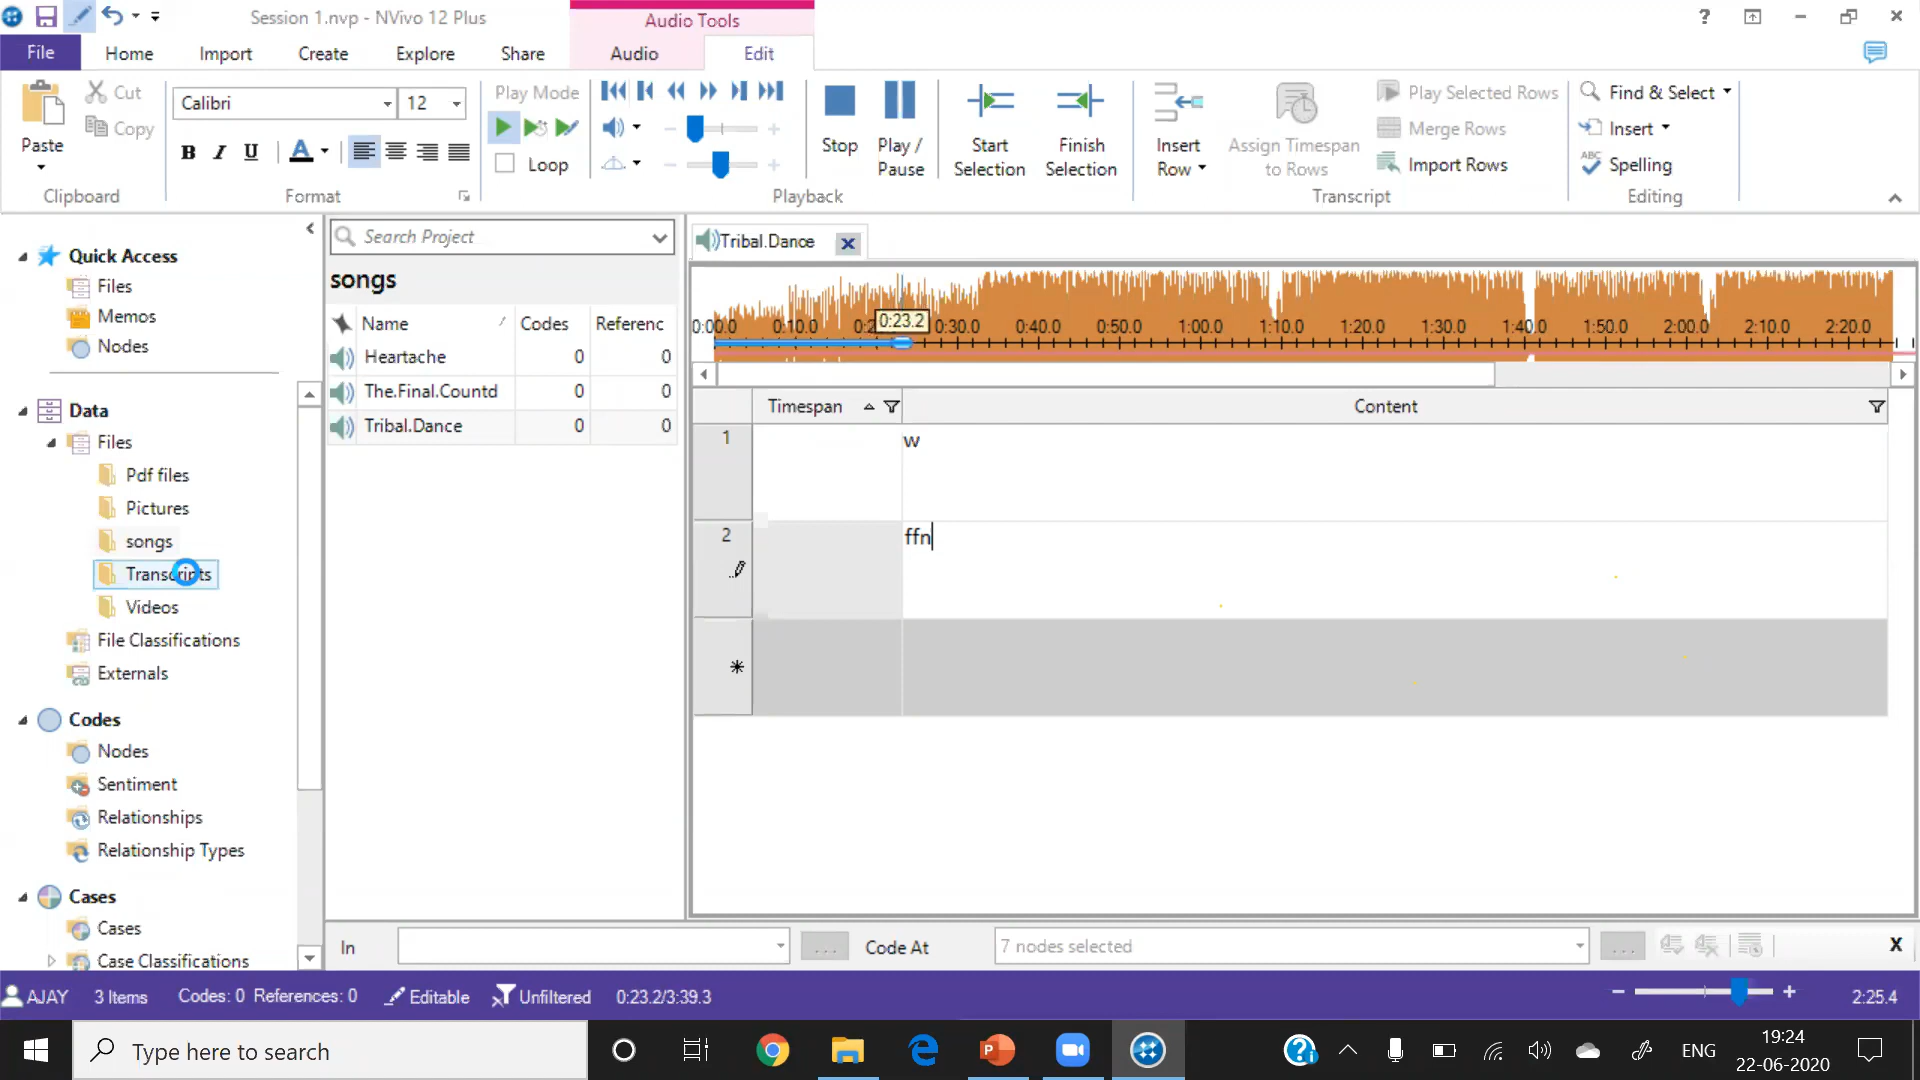 Session 1.nvp - NVivo 12 Plus
Audio Tools
File
Home
Import
Create
Explore
Share
Audio
Edit
Paste
Cut
Copy
Clipboard
Calibri
12
B I U A
Format
Play Mode
Loop
Stop
Play / Pause
Start Selection
Finish Selection
Playback
Insert Row
Assign Timespan to Rows
Play Selected Rows
Merge Rows
Import Rows
Transcript
Find & Select
Insert
ABC
Spelling
Editing
Quick Access
Files
Memos
Nodes
Data
Files
Pdf files
Pictures
songs
Transcripts
Videos
File Classifications
Externals
Codes
Nodes
Sentiment
Relationships
Relationship Types
Cases
Cases
Case Classifications
Search Project
songs
Name Codes Referenc
Heartache 0 0
The.Final.Countd 0 0
Tribal.Dance 0 0
Tribal.Dance
0:00.0 0:10.0 0:2 0:23.2 0:30.0 0:40.0 0:50.0 1:00.0 1:10.0 1:20.0 1:30.0 1:40.0 1:50.0 2:00.0 2:10.0 2:20.0
Timespan Content
1 w
2 ffn
In
...
Code At
7 nodes selected
...
X
AJAY
3 Items
Codes: 0 References: 0
Editable
Unfiltered
0:23.2/3:39.3
2:25.4
Type here to search
ENG
19:24
22-06-2020